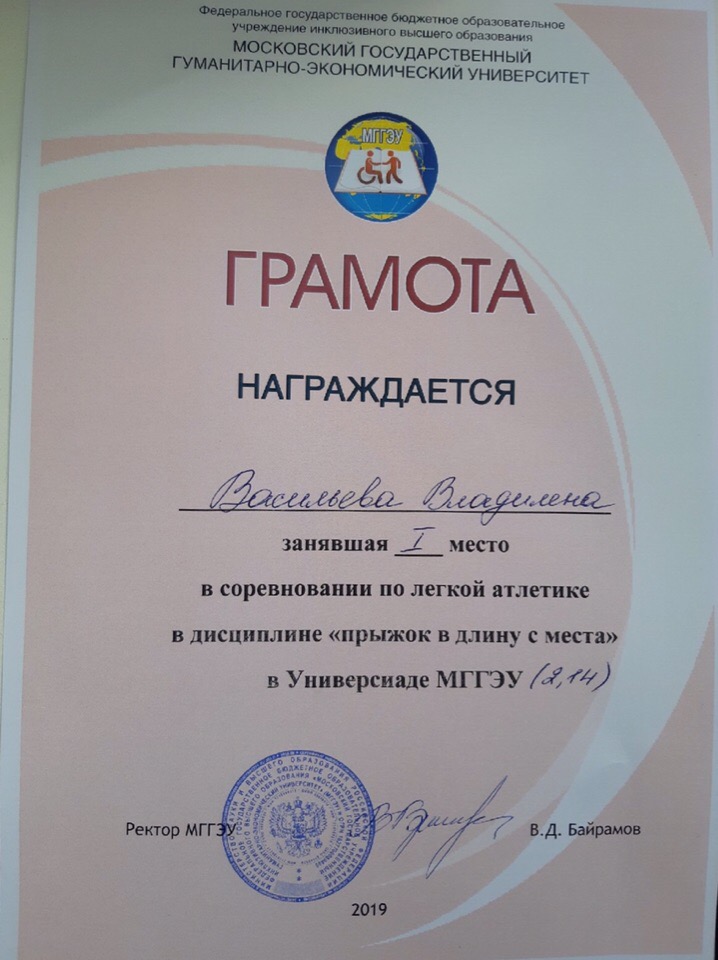 Федеральное государственное бюджетное образовательное
учреждение инклюзивного высшего образования
МОСКОВСКИЙ ГОСУДАРСТВЕННЫЙ
ГУМАНИТАРНО-ЭКОНОМИЧЕСКИЙ УНИВЕРСИТЕТ
МГГЭУ
ГРАМОТА
НАГРАЖДАЕТСЯ
Васильева Владилена
занявшая I место
в соревновании по легкой атлетике
в дисциплине «прыжок в длину с места»
в Универсиаде МГГЭУ (2,14)
Ректор МГГЭУ
В.Д. Байрамов
2019